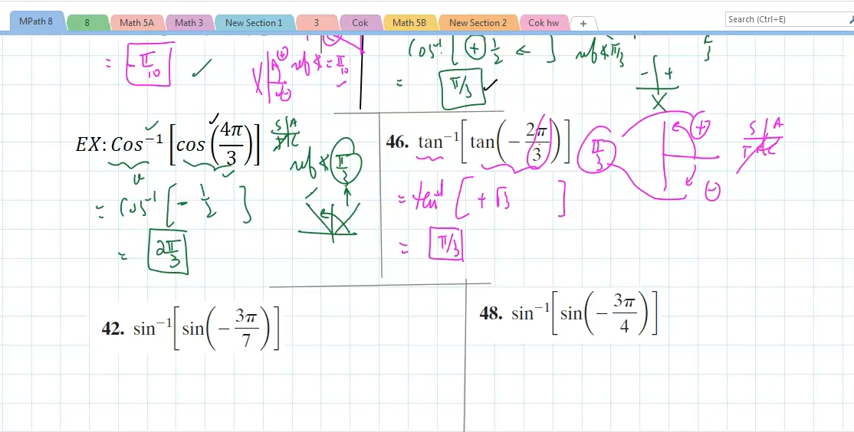 MPath 8
8
Math 5A
Math 3
New Section 1
3
Cok
Math 5B
New Section 2
Cok hw
+
Search (Ctrl+E)
= -π/10 ✓
ref ∡ = π/10
cos⁻¹ [ + 1/2 ← ] ref ∡ π/3
= π/3 ✓
EX: Cos⁻¹ [cos (4π/3)]
S | A
ref ∡ π/3
= cos⁻¹ [ - 1/2 ]
= 2π/3
46. tan⁻¹ [ tan ( - 2π/3 ) ]
π/3
S | A
T | C
= tan⁻¹ [ + √3 ]
= π/3
42. sin⁻¹ [ sin ( - 3π/7 ) ]
48. sin⁻¹ [ sin ( - 3π/4 ) ]